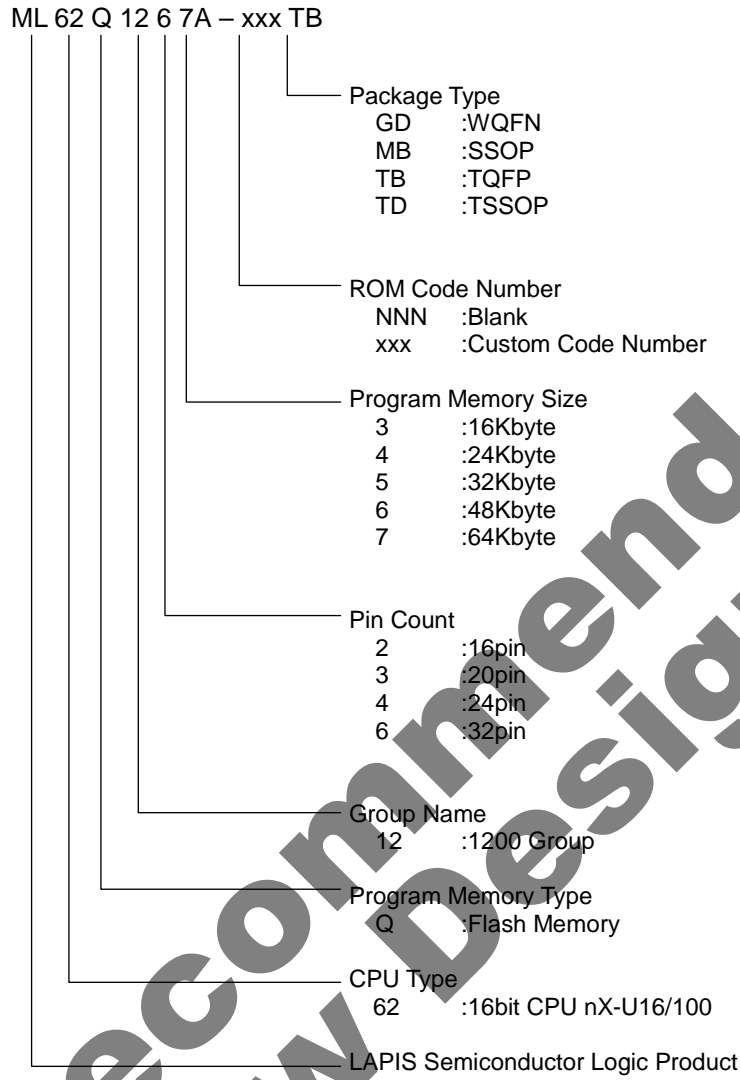 ML 62 Q 12 6 7A – xxx TB
Package Type
GD :WQFN
MB :SSOP
TB :TQFP
TD :TSSOP
ROM Code Number
NNN :Blank
xxx :Custom Code Number
Program Memory Size
3 :16Kbyte
4 :24Kbyte
5 :32Kbyte
6 :48Kbyte
7 :64Kbyte
Pin Count
2 :16pin
3 :20pin
4 :24pin
6 :32pin
Group Name
12 :1200 Group
Program Memory Type
Q :Flash Memory
CPU Type
62 :16bit CPU nX-U16/100
LAPIS Semiconductor Logic Product